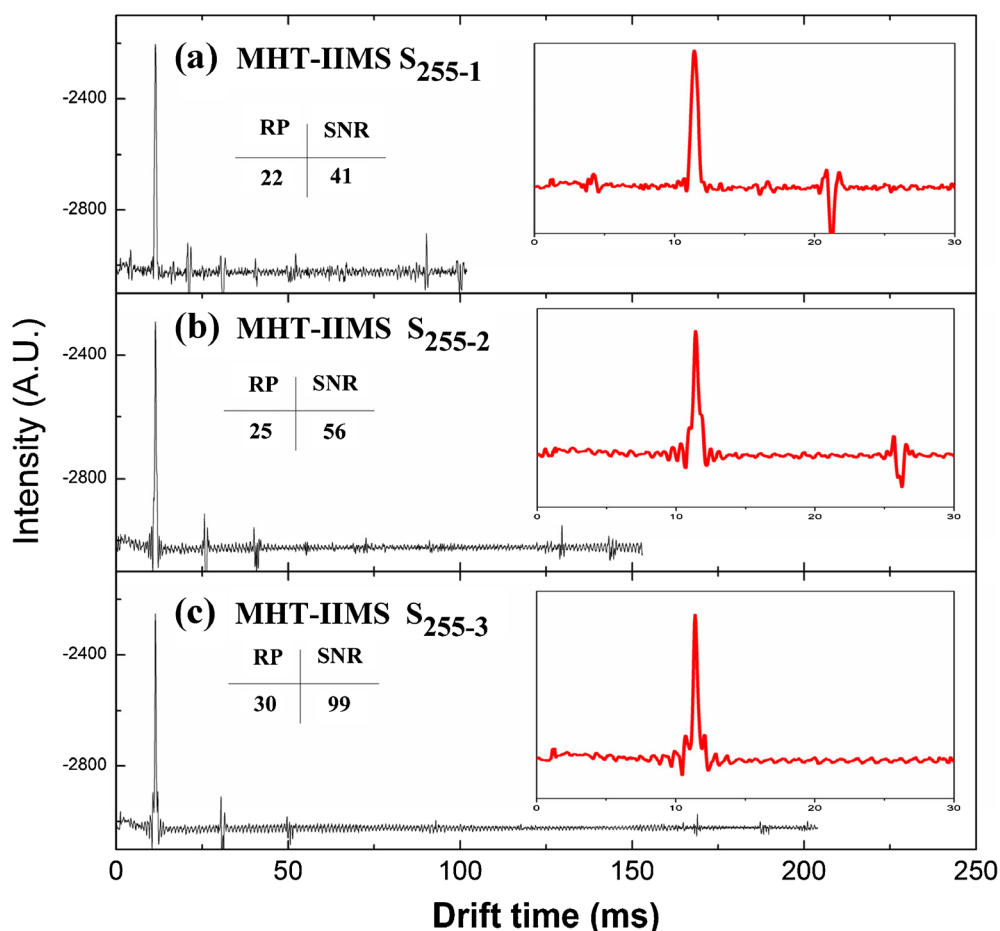 (a) MHT-IIMS S255-1
RP SNR
22 41
-2400
-2800
0 10 20 30
(b) MHT-IIMS S255-2
RP SNR
25 56
-2400
-2800
0 10 20 30
(c) MHT-IIMS S255-3
RP SNR
30 99
-2400
-2800
0 10 20 30
Intensity (A.U.)
0 50 100 150 200 250
Drift time (ms)